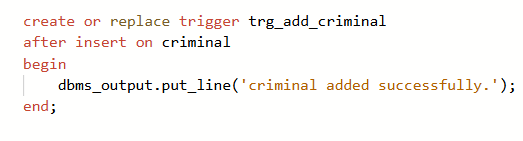 create or replace trigger trg_add_criminal
after insert on criminal
begin
    dbms_output.put_line('criminal added successfully.');
end;